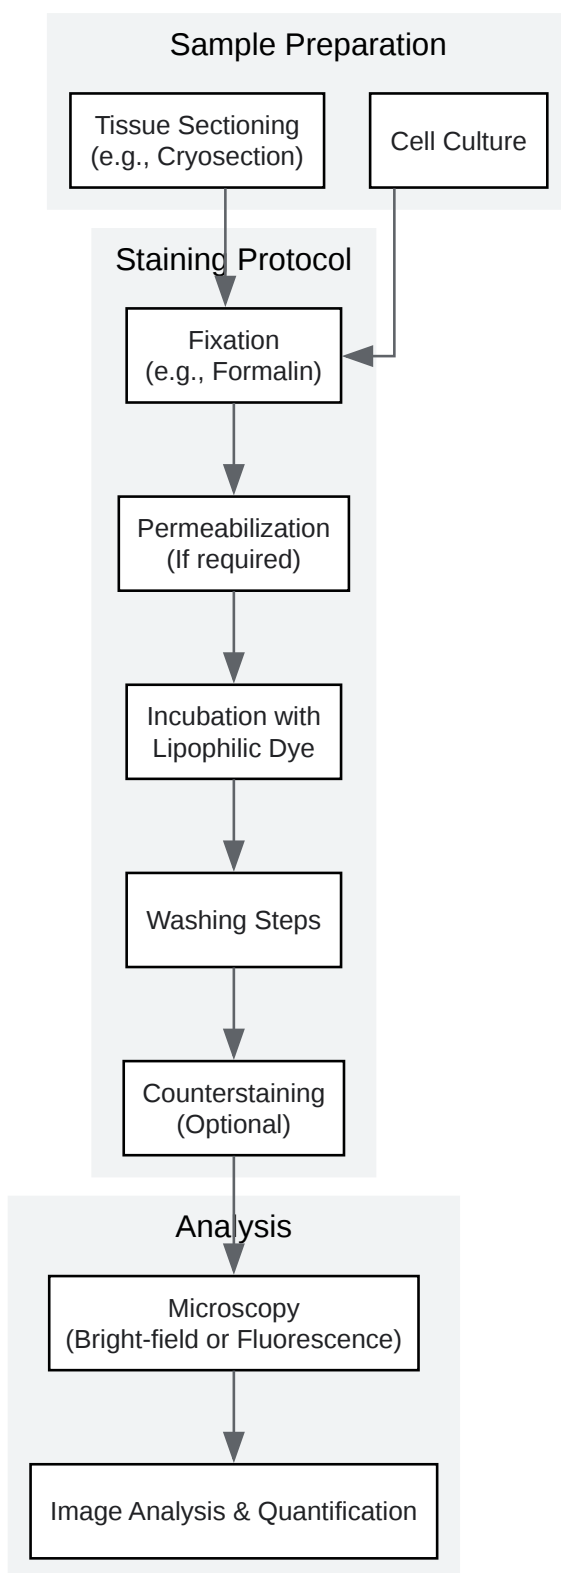 Sample Preparation
Tissue Sectioning
(e.g., Cryosection)
Cell Culture
Staining Protocol
Fixation
(e.g., Formalin)
Permeabilization
(If required)
Incubation with
Lipophilic Dye
Washing Steps
Counterstaining
(Optional)
Analysis
Microscopy
(Bright-field or Fluorescence)
Image Analysis & Quantification